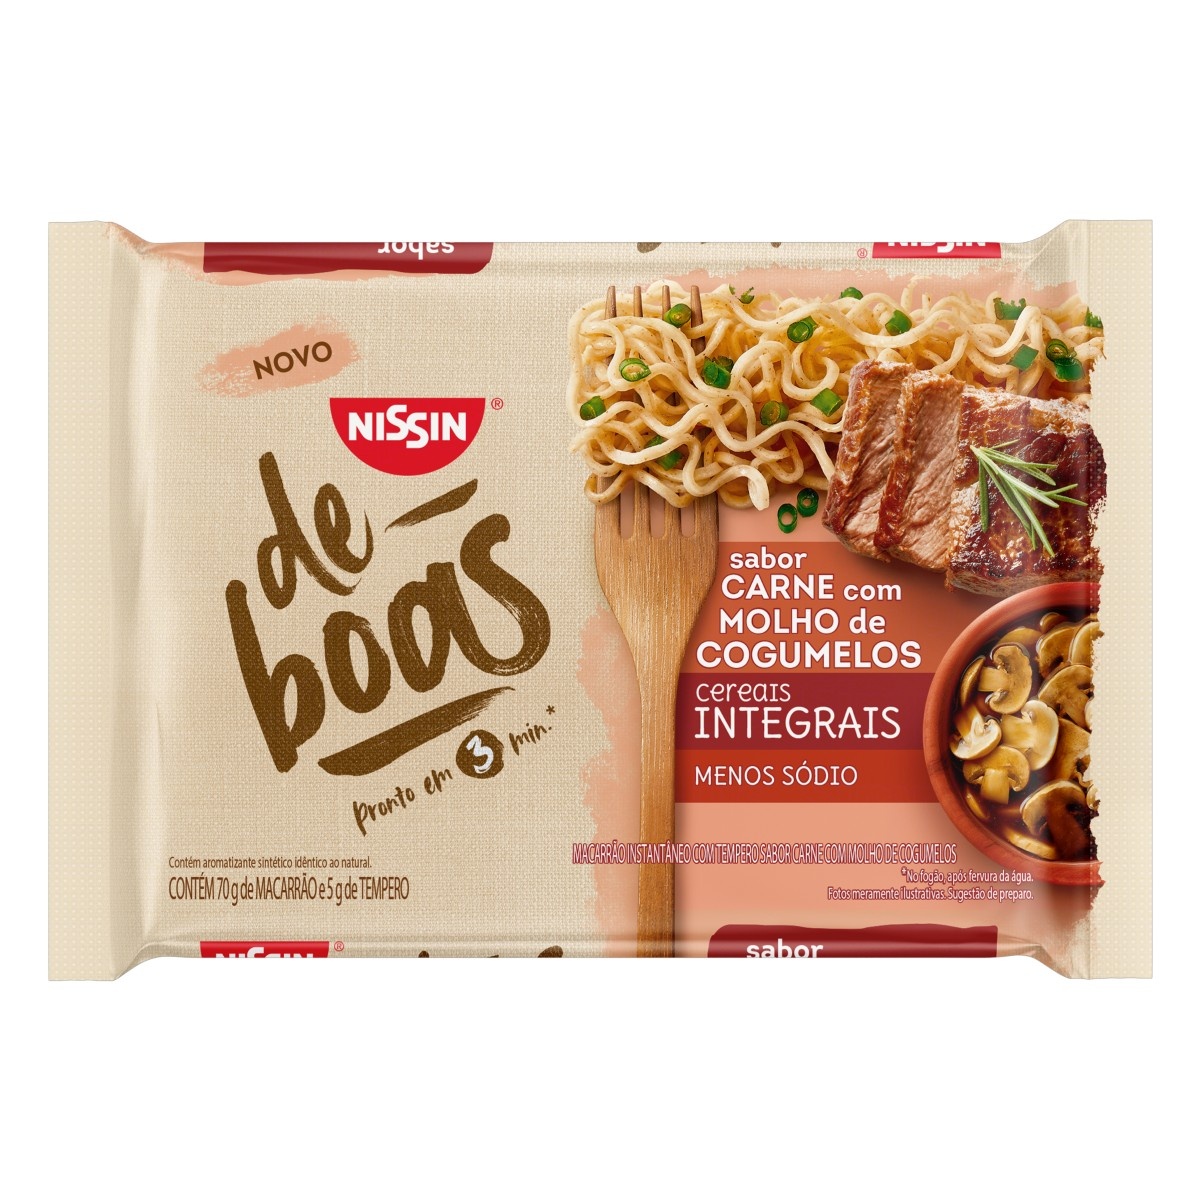 sabor
NISSIN
®
NOVO
NISSIN
®
de
boas
pronto em 3 min.*
sabor
CARNE com
MOLHO de
COGUMELOS
cereais
INTEGRAIS
MENOS SÓDIO
MACARRÃO INSTANTÂNEO COM TEMPERO SABOR CARNE COM MOLHO DE COGUMELOS
*No fogão, após fervura da água.
Fotos meramente ilustrativas. Sugestão de preparo.
Contém aromatizante sintético idêntico ao natural.
CONTÉM 70 g de MACARRÃO e 5 g de TEMPERO
NISSIN
®
sabor